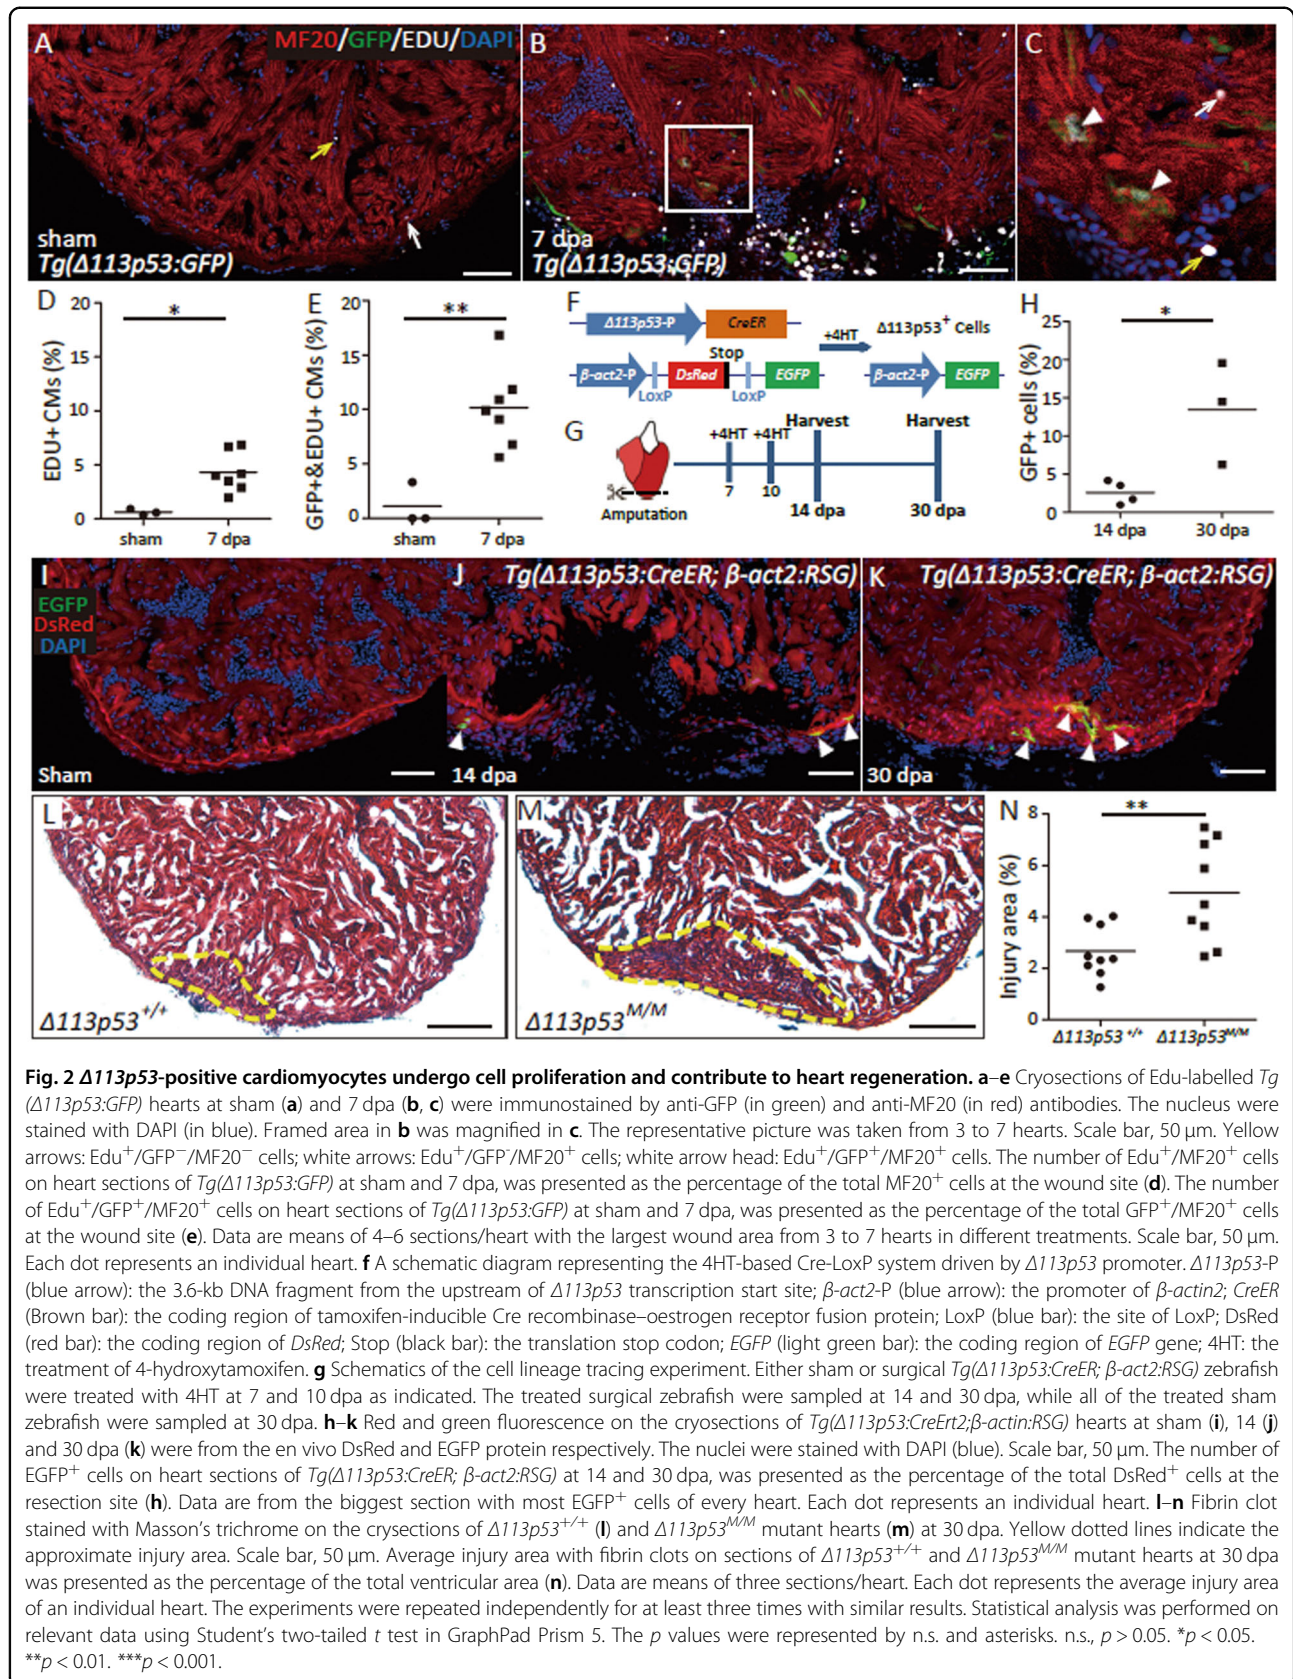 A
MF20/GFP/EDU/DAPI
sham
Tg(Δ113p53:GFP)
B
7 dpa
Tg(Δ113p53:GFP)
C
D
EDU+ CMs (%)
20
15
10
5
0
*
sham
7 dpa
E
GFP+&EDU+ CMs (%)
20
15
10
5
0
**
sham
7 dpa
F
Δ113p53-P
CreER
+4HT
Δ113p53+ Cells
Stop
β-act2-P
DsRed
EGFP
LoxP
LoxP
β-act2-P
EGFP
G
+4HT
+4HT
Harvest
Harvest
Amputation
7
10
14 dpa
30 dpa
H
GFP+ cells (%)
25
20
15
10
5
0
*
14 dpa
30 dpa
I
EGFP
DsRed
DAPI
Sham
J
Tg(Δ113p53:CreER; β-act2:RSG)
14 dpa
K
Tg(Δ113p53:CreER; β-act2:RSG)
30 dpa
L
Δ113p53+/+
M
Δ113p53M/M
N
Injury area (%)
8
6
4
2
0
**
Δ113p53+/+
Δ113p53M/M
Fig. 2 Δ113p53-positive cardiomyocytes undergo cell proliferation and contribute to heart regeneration. a–e Cryosections of Edu-labelled Tg
(Δ113p53:GFP) hearts at sham (a) and 7 dpa (b, c) were immunostained by anti-GFP (in green) and anti-MF20 (in red) antibodies. The nucleus were
stained with DAPI (in blue). Framed area in b was magnified in c. The representative picture was taken from 3 to 7 hearts. Scale bar, 50 μm. Yellow
arrows: Edu+/GFP−/MF20− cells; white arrows: Edu+/GFP-/MF20+ cells; white arrow head: Edu+/GFP+/MF20+ cells. The number of Edu+/MF20+ cells
on heart sections of Tg(Δ113p53:GFP) at sham and 7 dpa, was presented as the percentage of the total MF20+ cells at the wound site (d). The number
of Edu+/GFP+/MF20+ cells on heart sections of Tg(Δ113p53:GFP) at sham and 7 dpa, was presented as the percentage of the total GFP+/MF20+ cells
at the wound site (e). Data are means of 4–6 sections/heart with the largest wound area from 3 to 7 hearts in different treatments. Scale bar, 50 μm.
Each dot represents an individual heart. f A schematic diagram representing the 4HT-based Cre-LoxP system driven by Δ113p53 promoter. Δ113p53-P
(blue arrow): the 3.6-kb DNA fragment from the upstream of Δ113p53 transcription start site; β-act2-P (blue arrow): the promoter of β-actin2; CreER
(Brown bar): the coding region of tamoxifen-inducible Cre recombinase–oestrogen receptor fusion protein; LoxP (blue bar): the site of LoxP; DsRed
(red bar): the coding region of DsRed; Stop (black bar): the translation stop codon; EGFP (light green bar): the coding region of EGFP gene; 4HT: the
treatment of 4-hydroxytamoxifen. g Schematics of the cell lineage tracing experiment. Either sham or surgical Tg(Δ113p53:CreER; β-act2:RSG) zebrafish
were treated with 4HT at 7 and 10 dpa as indicated. The treated surgical zebrafish were sampled at 14 and 30 dpa, while all of the treated sham
zebrafish were sampled at 30 dpa. h–k Red and green fluorescence on the cryosections of Tg(Δ113p53:CreErt2;β-actin:RSG) hearts at sham (i), 14 (j)
and 30 dpa (k) were from the en vivo DsRed and EGFP protein respectively. The nuclei were stained with DAPI (blue). Scale bar, 50 μm. The number of
EGFP+ cells on heart sections of Tg(Δ113p53:CreER; β-act2:RSG) at 14 and 30 dpa, was presented as the percentage of the total DsRed+ cells at the
resection site (h). Data are from the biggest section with most EGFP+ cells of every heart. Each dot represents an individual heart. l–n Fibrin clot
stained with Masson's trichrome on the crysections of Δ113p53+/+ (l) and Δ113p53M/M mutant hearts (m) at 30 dpa. Yellow dotted lines indicate the
approximate injury area. Scale bar, 50 μm. Average injury area with fibrin clots on sections of Δ113p53+/+ and Δ113p53M/M mutant hearts at 30 dpa
was presented as the percentage of the total ventricular area (n). Data are means of three sections/heart. Each dot represents the average injury area
of an individual heart. The experiments were repeated independently for at least three times with similar results. Statistical analysis was performed on
relevant data using Student's two-tailed t test in GraphPad Prism 5. The p values were represented by n.s. and asterisks. n.s., p > 0.05. *p < 0.05.
**p < 0.01. ***p < 0.001.